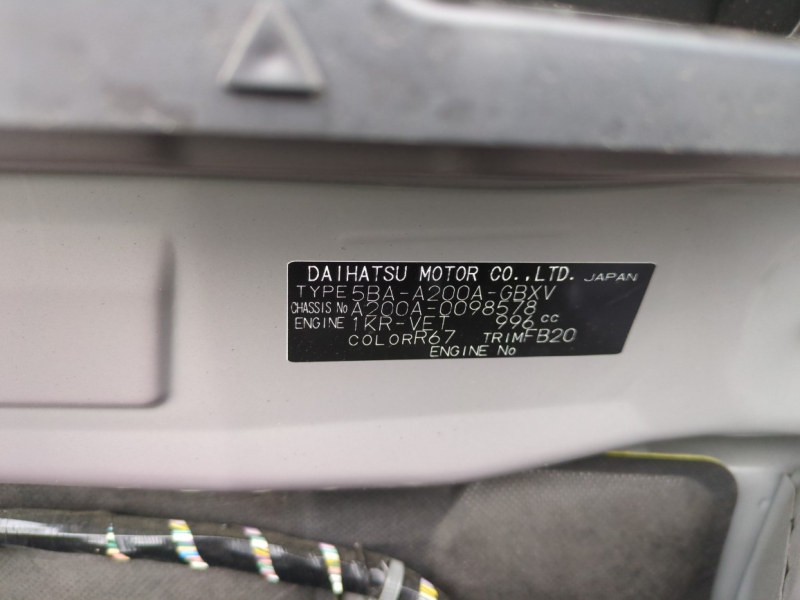 DAIHATSU MOTOR CO.,LTD. JAPAN
TYPE 5BA-A200A-GBXV
CHASSIS No A200A-0098578
ENGINE 1KR-VET 996 cc
COLOR R67 TRIM FB20
ENGINE No